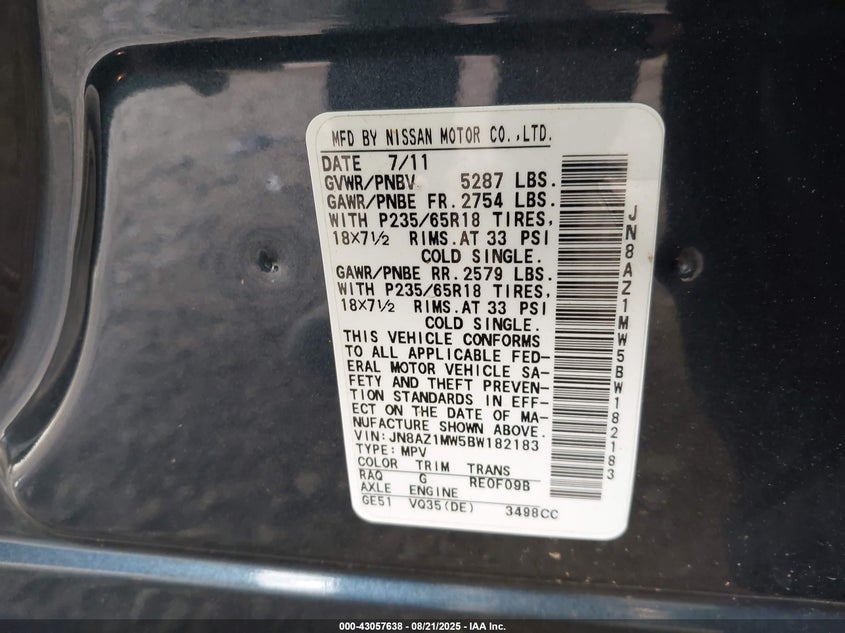 MFD BY NISSAN MOTOR CO.,LTD.
DATE 7/11
GVWR/PNBV 5287 LBS.
GAWR/PNBE FR. 2754 LBS.
WITH P235/65R18 TIRES,
18×7½ RIMS. AT 33 PSI
COLD SINGLE.
GAWR/PNBE RR. 2579 LBS.
WITH P235/65R18 TIRES,
18×7½ RIMS. AT 33 PSI
COLD SINGLE.
THIS VEHICLE CONFORMS
TO ALL APPLICABLE FED-
ERAL MOTOR VEHICLE SA-
FETY AND THEFT PREVEN-
TION STANDARDS IN EFF-
ECT ON THE DATE OF MA-
NUFACTURE SHOWN ABOVE.
VIN: JN8AZ1MW5BW182183
TYPE: MPV
COLOR TRIM TRANS
RAQ G RE0F09B
AXLE ENGINE
GE51 VQ35(DE) 3498CC
JN8AZ1MW5BW182183
000-43057638 - 08/21/2025 - IAA Inc.